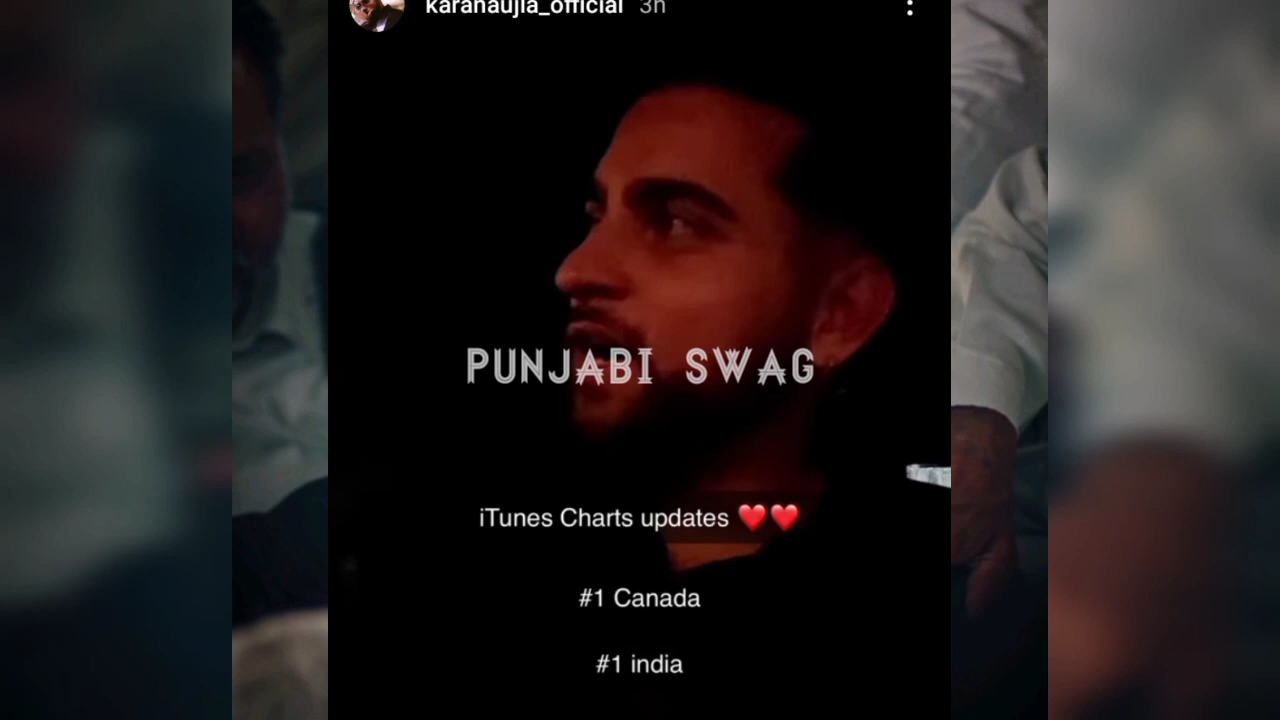 karanaujla_official 3h
PUNJABI SWAG
iTunes Charts updates ❤️❤️
#1 Canada
#1 india